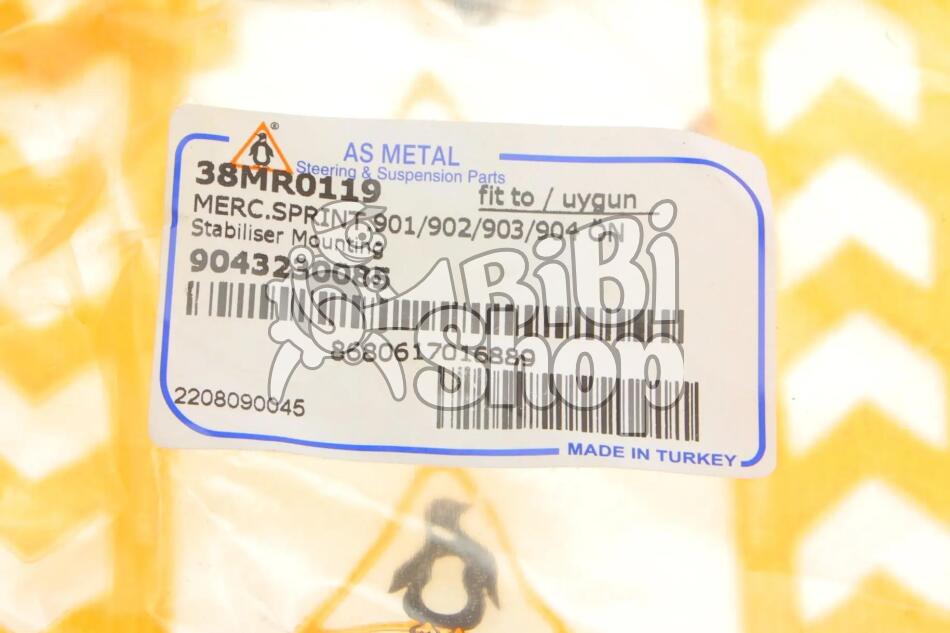 ®
AS METAL
Steering & Suspension Parts
38MR0119
fit to / uygun
MERC.SPRINT 901/902/903/904 ÖN
Stabiliser Mounting
9043230085
BiBi
Shop
8680617016889
2208090045
MADE IN TURKEY